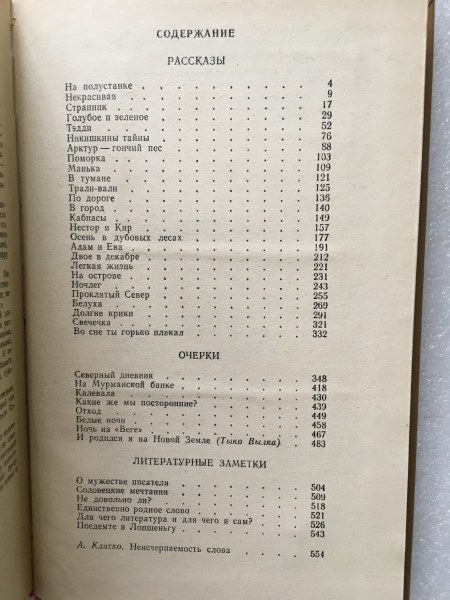 СОДЕРЖАНИЕ
РАССКАЗЫ
На полустанке 4
Некрасивая 9
Странник 17
Голубое и зеленое 29
Тэдди 52
Никишкины тайны 76
Арктур — гончий пес 88
Поморка 103
Манька 109
В тумане 121
Трали-вали 125
По дороге 136
В город 140
Кабиасы 149
Нестор и Кир 157
Осень в дубовых лесах 177
Адам и Ева 191
Двое в декабре 212
Легкая жизнь 221
На острове 231
Ночлег 243
Проклятый Север 255
Белуха 269
Долгие крики 291
Свечечка 321
Во сне ты горько плакал 332
ОЧЕРКИ
Северный дневник 348
На Мурманской банке 418
Калевала 430
Какие же мы посторонние? 439
Отход 449
Белые ночи 458
Ночь на «Веге» 467
И родился я на Новой Земле (Тыко Вылка) 483
ЛИТЕРАТУРНЫЕ ЗАМЕТКИ
О мужестве писателя 504
Соловецкие мечтания 509
Не довольно ли? 518
Единственно родное слово 521
Для чего литература и для чего я сам? 526
Поедемте в Лопшеньгу 543
А. Клитко. Неисчерпаемость слова 554